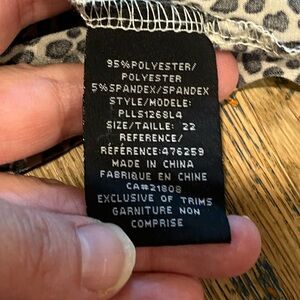 95%POLYESTER/
POLYESTER
5%SPANDEX/SPANDEX
STYLE/MODELE:
PLLS1268L4
SIZE/TAILLE: 22
REFERENCE/
RÉFÉRENCE:476259
MADE IN CHINA
FABRIQUE EN CHINE
CA#21808
EXCLUSIVE OF TRIMS
GARNITURE NON
COMPRISE